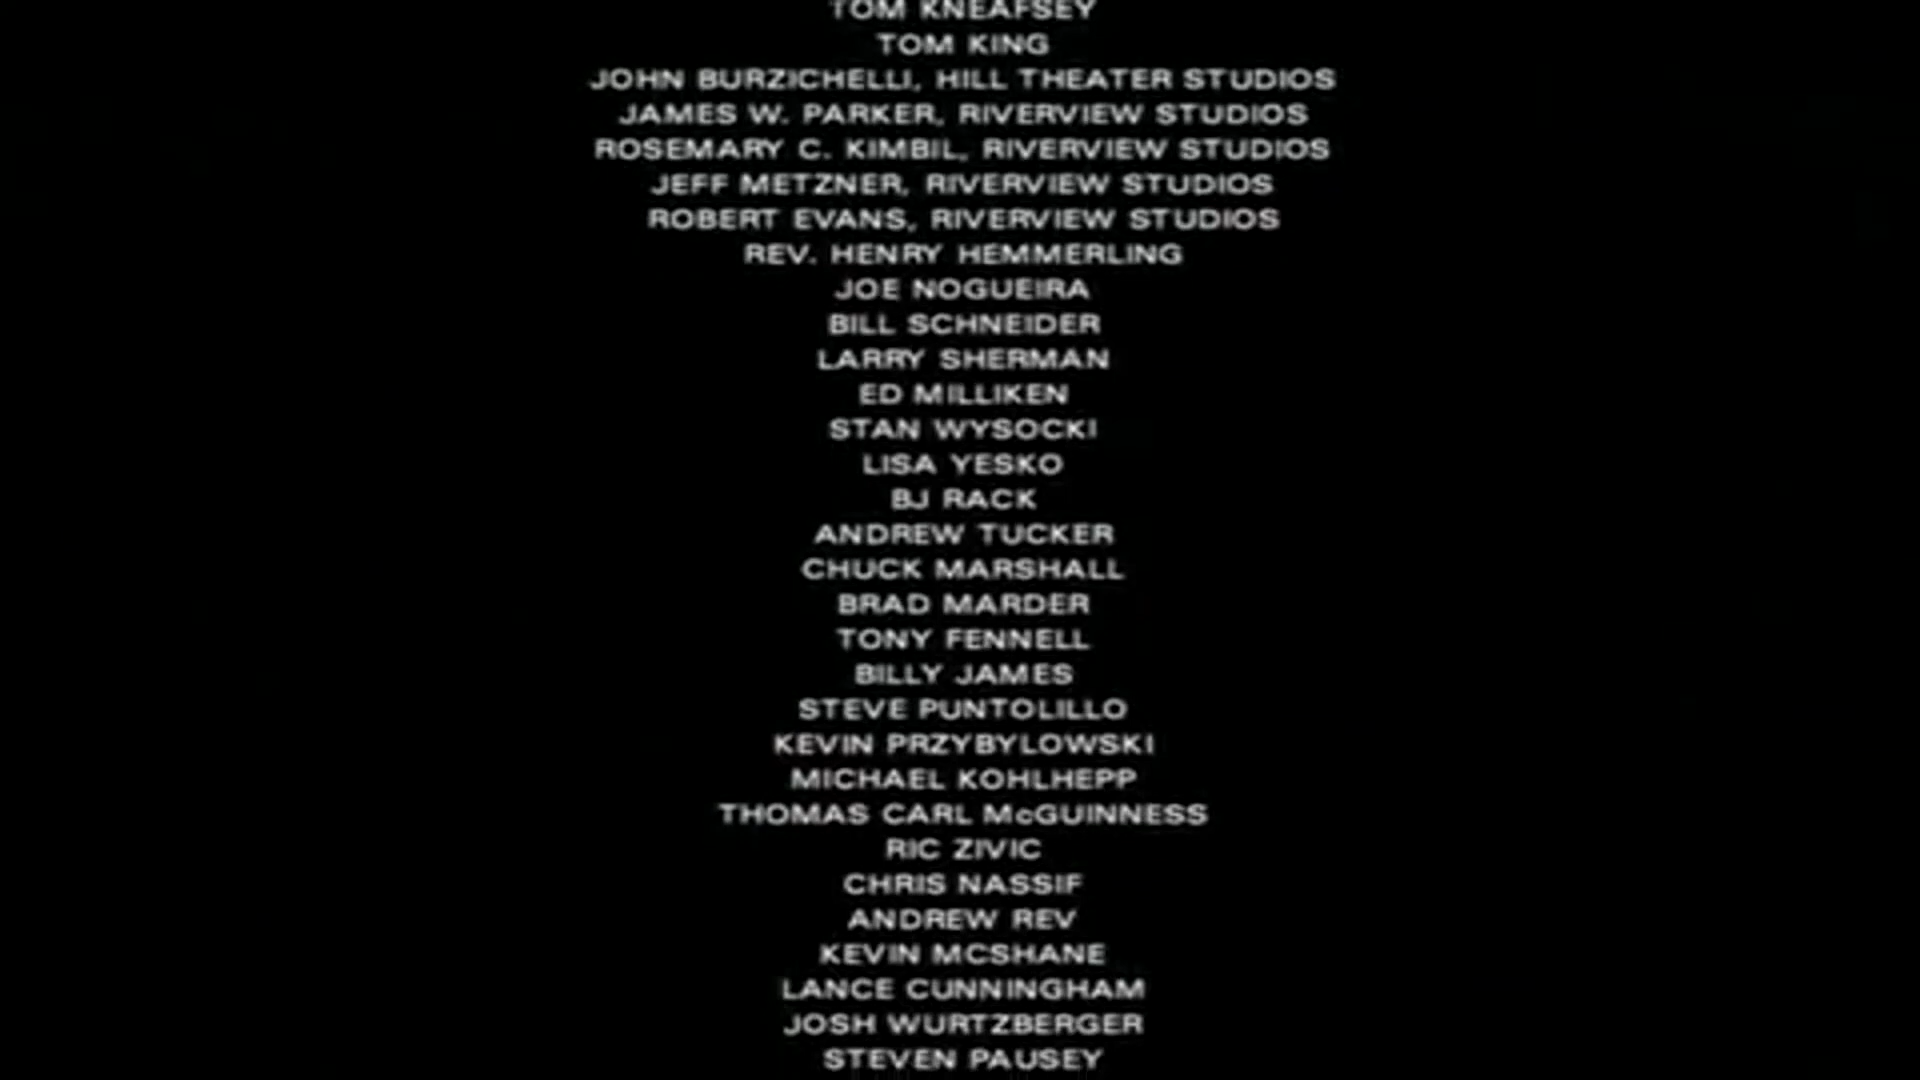 TOM KNEAFSEY
TOM KING
JOHN BURZICHELLI, HILL THEATER STUDIOS
JAMES W. PARKER, RIVERVIEW STUDIOS
ROSEMARY C. KIMBIL, RIVERVIEW STUDIOS
JEFF METZNER, RIVERVIEW STUDIOS
ROBERT EVANS, RIVERVIEW STUDIOS
REV. HENRY HEMMERLING
JOE NOGUEIRA
BILL SCHNEIDER
LARRY SHERMAN
ED MILLIKEN
STAN WYSOCKI
LISA YESKO
BJ RACK
ANDREW TUCKER
CHUCK MARSHALL
BRAD MARDER
TONY FENNELL
BILLY JAMES
STEVE PUNTOLILLO
KEVIN PRZYBYLOWSKI
MICHAEL KOHLHEPP
THOMAS CARL McGUINNESS
RIC ZIVIC
CHRIS NASSIF
ANDREW REV
KEVIN MCSHANE
LANCE CUNNINGHAM
JOSH WURTZBERGER
STEVEN PAUSEY